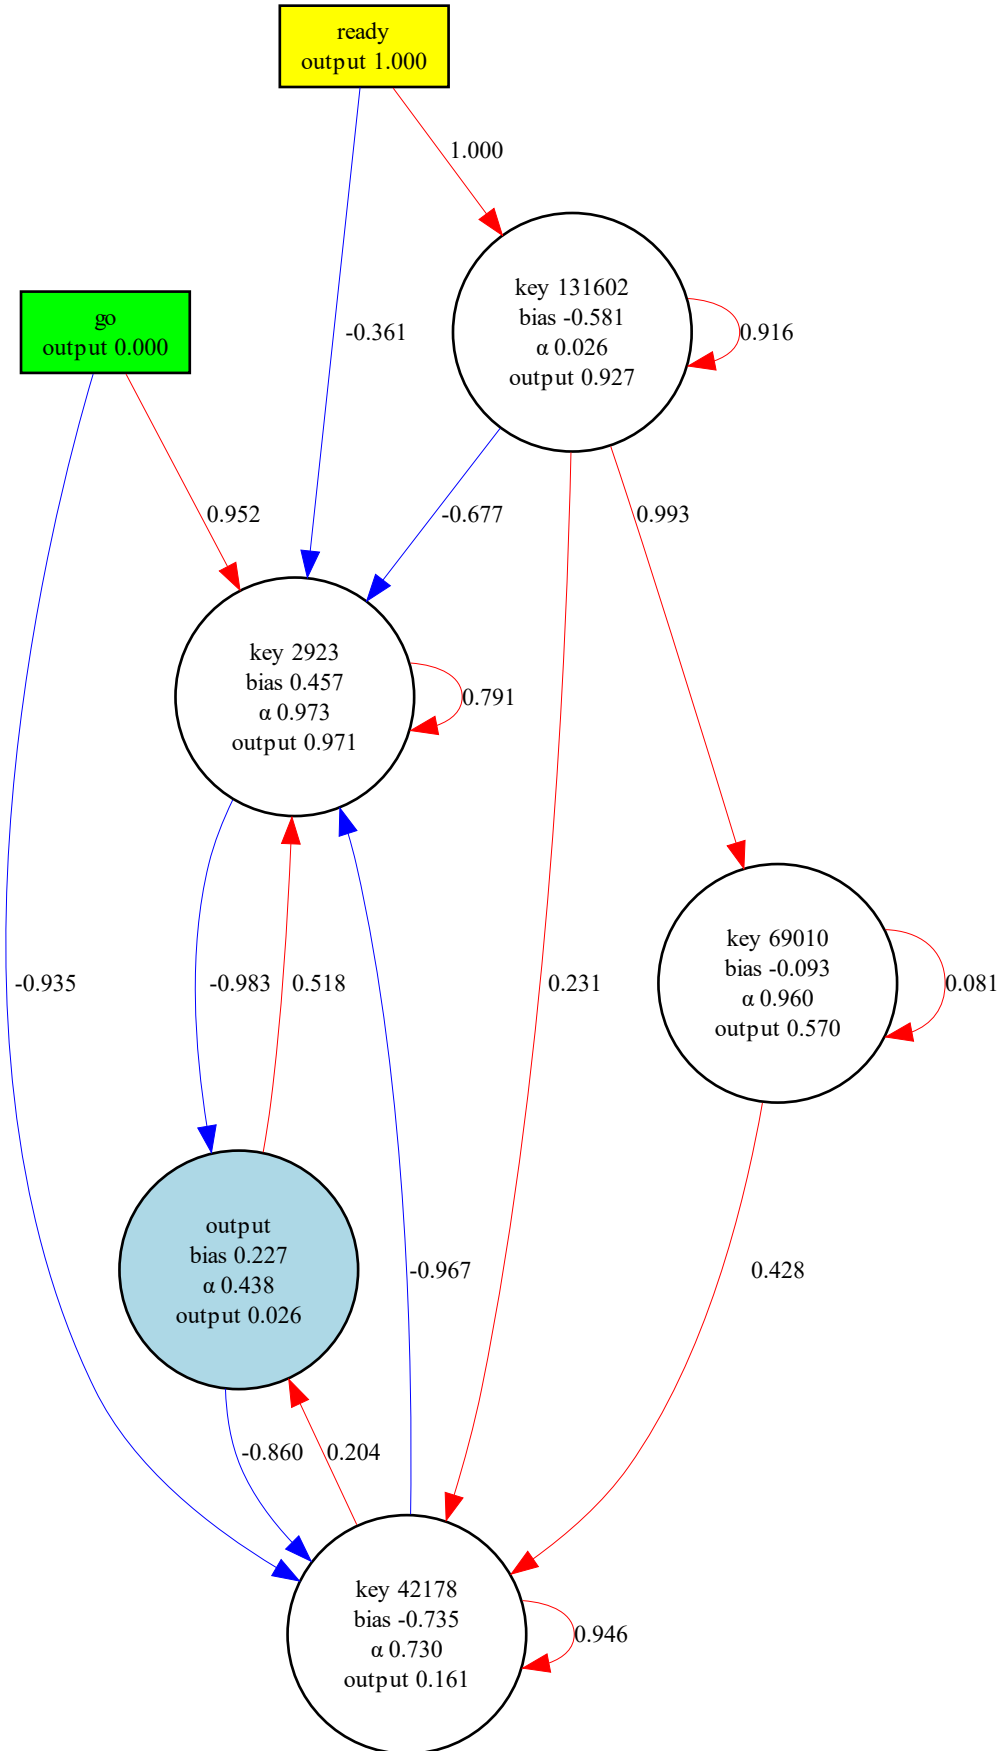 ready
output 1.000
1.000
key 131602
bias -0.581
α 0.026
output 0.927
0.916
go
output 0.000
-0.361
0.952
-0.677
0.993
key 2923
bias 0.457
α 0.973
output 0.971
0.791
key 69010
bias -0.093
α 0.960
output 0.570
0.081
-0.935
-0.983
0.518
0.231
output
bias 0.227
α 0.438
output 0.026
-0.967
0.428
-0.860
0.204
key 42178
bias -0.735
α 0.730
output 0.161
0.946